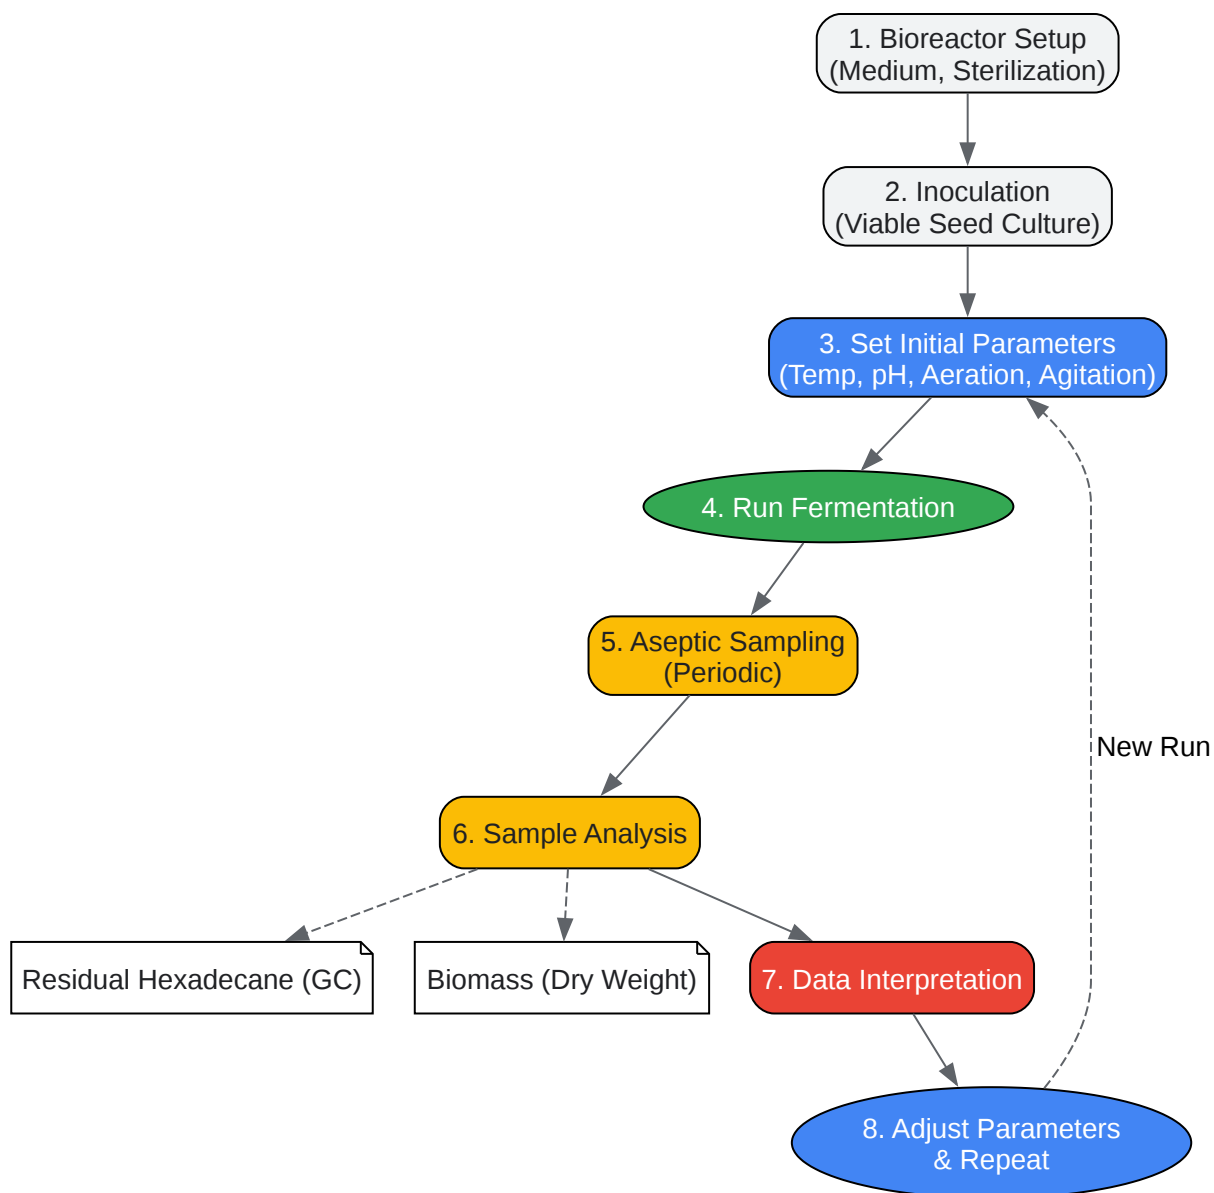 1. Bioreactor Setup
(Medium, Sterilization)
2. Inoculation
(Viable Seed Culture)
3. Set Initial Parameters
(Temp, pH, Aeration, Agitation)
4. Run Fermentation
5. Aseptic Sampling
(Periodic)
New Run
6. Sample Analysis
Residual Hexadecane (GC)
Biomass (Dry Weight)
7. Data Interpretation
8. Adjust Parameters
& Repeat